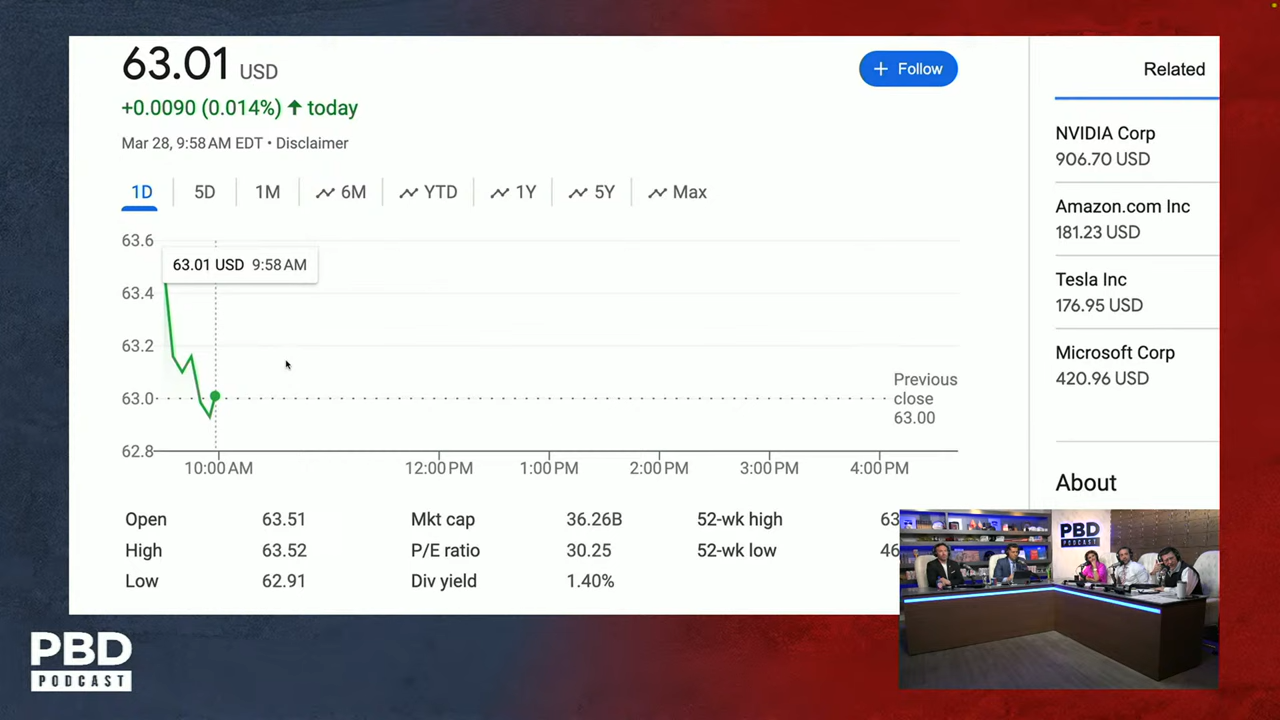 63.01 USD
+ Follow
+0.0090 (0.014%) ↑ today
Mar 28, 9:58 AM EDT • Disclaimer
1D 5D 1M 6M YTD 1Y 5Y Max
63.6
63.01 USD 9:58 AM
63.4
63.2
63.0
62.8
Previous
close
63.00
10:00 AM 12:00 PM 1:00 PM 2:00 PM 3:00 PM 4:00 PM
Open 63.51 Mkt cap 36.26B 52-wk high 63
High 63.52 P/E ratio 30.25 52-wk low 46
Low 62.91 Div yield 1.40%
Related
NVIDIA Corp
906.70 USD
Amazon.com Inc
181.23 USD
Tesla Inc
176.95 USD
Microsoft Corp
420.96 USD
About
PBD
PODCAST
PBD
PODCAST